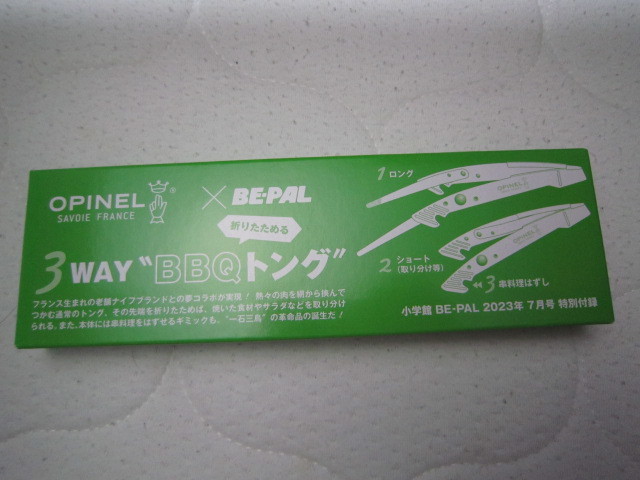 OPINEL ® × BE-PAL
SAVOIE FRANCE
折りたためる
3 WAY "BBQトング"
フランス生まれの老舗ナイフブランドとの夢コラボが実現! 熱々の肉を網から挟んで
つかむ通常のトング、その先端を折りたためば、焼いた食材やサラダなどを取り分け
られる。また、本体には串料理をはずせるギミックも。"一石三鳥"の革命品の誕生だ!
1 ロング
2 ショート
(取り分け等)
3 串料理はずし
小学館 BE-PAL 2023年 7月号 特別付録